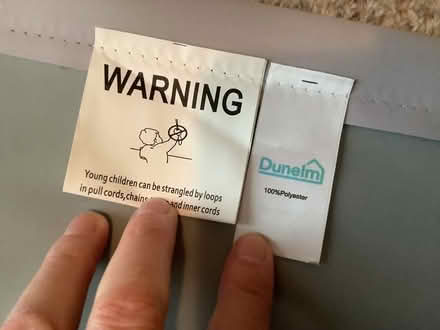 WARNING
Young children can be strangled by loops
in pull cords, chains and inner cords
Dunelm
100%Polyester